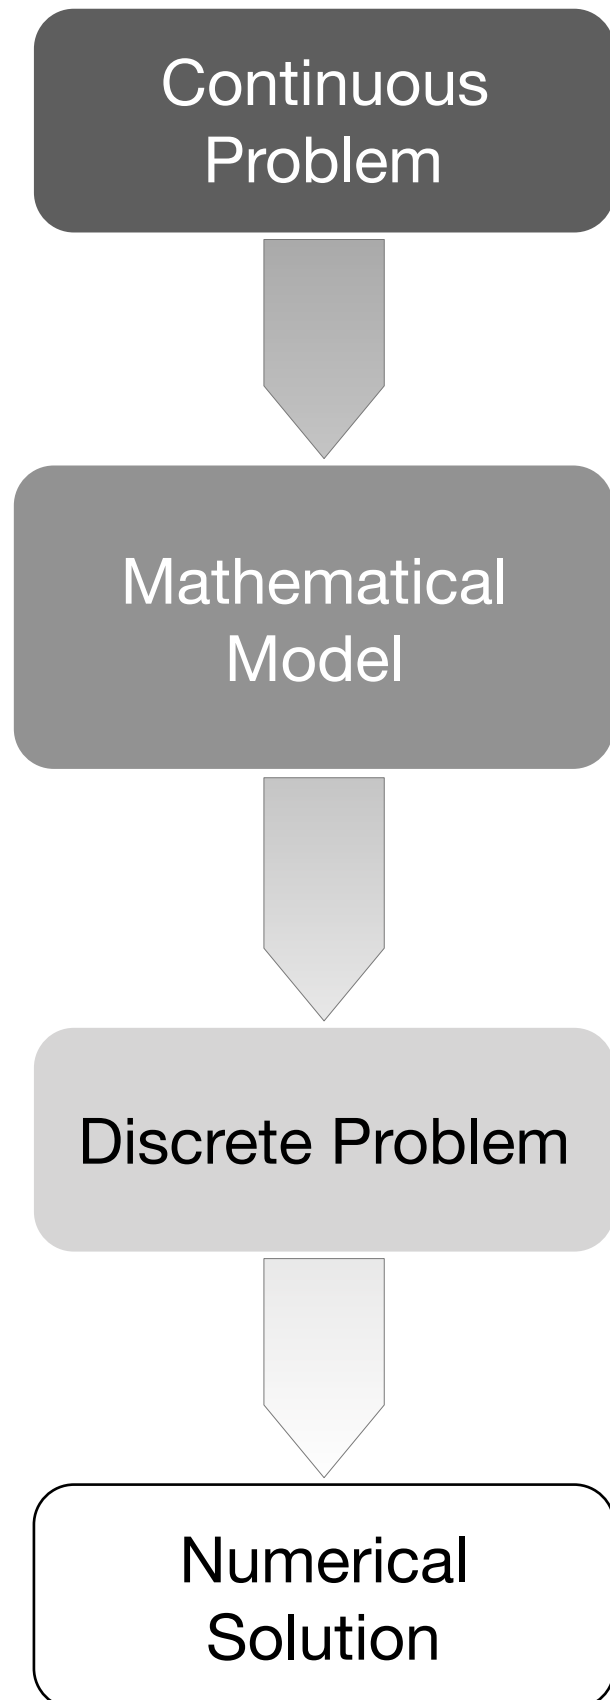 Continuous
Problem
Mathematical
Model
Discrete Problem
Numerical
Solution